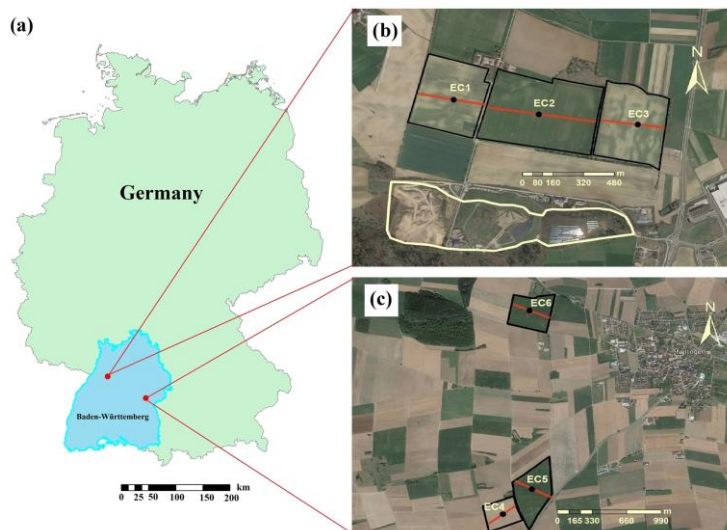 (a)
Germany
Baden-Württemberg
km
0 25 50 100 150 200
(b)
N
EC1
EC2
EC3
m
0 80 160 320 480
(c)
N
EC6
EC5
EC4
m
0 165 330 660 990